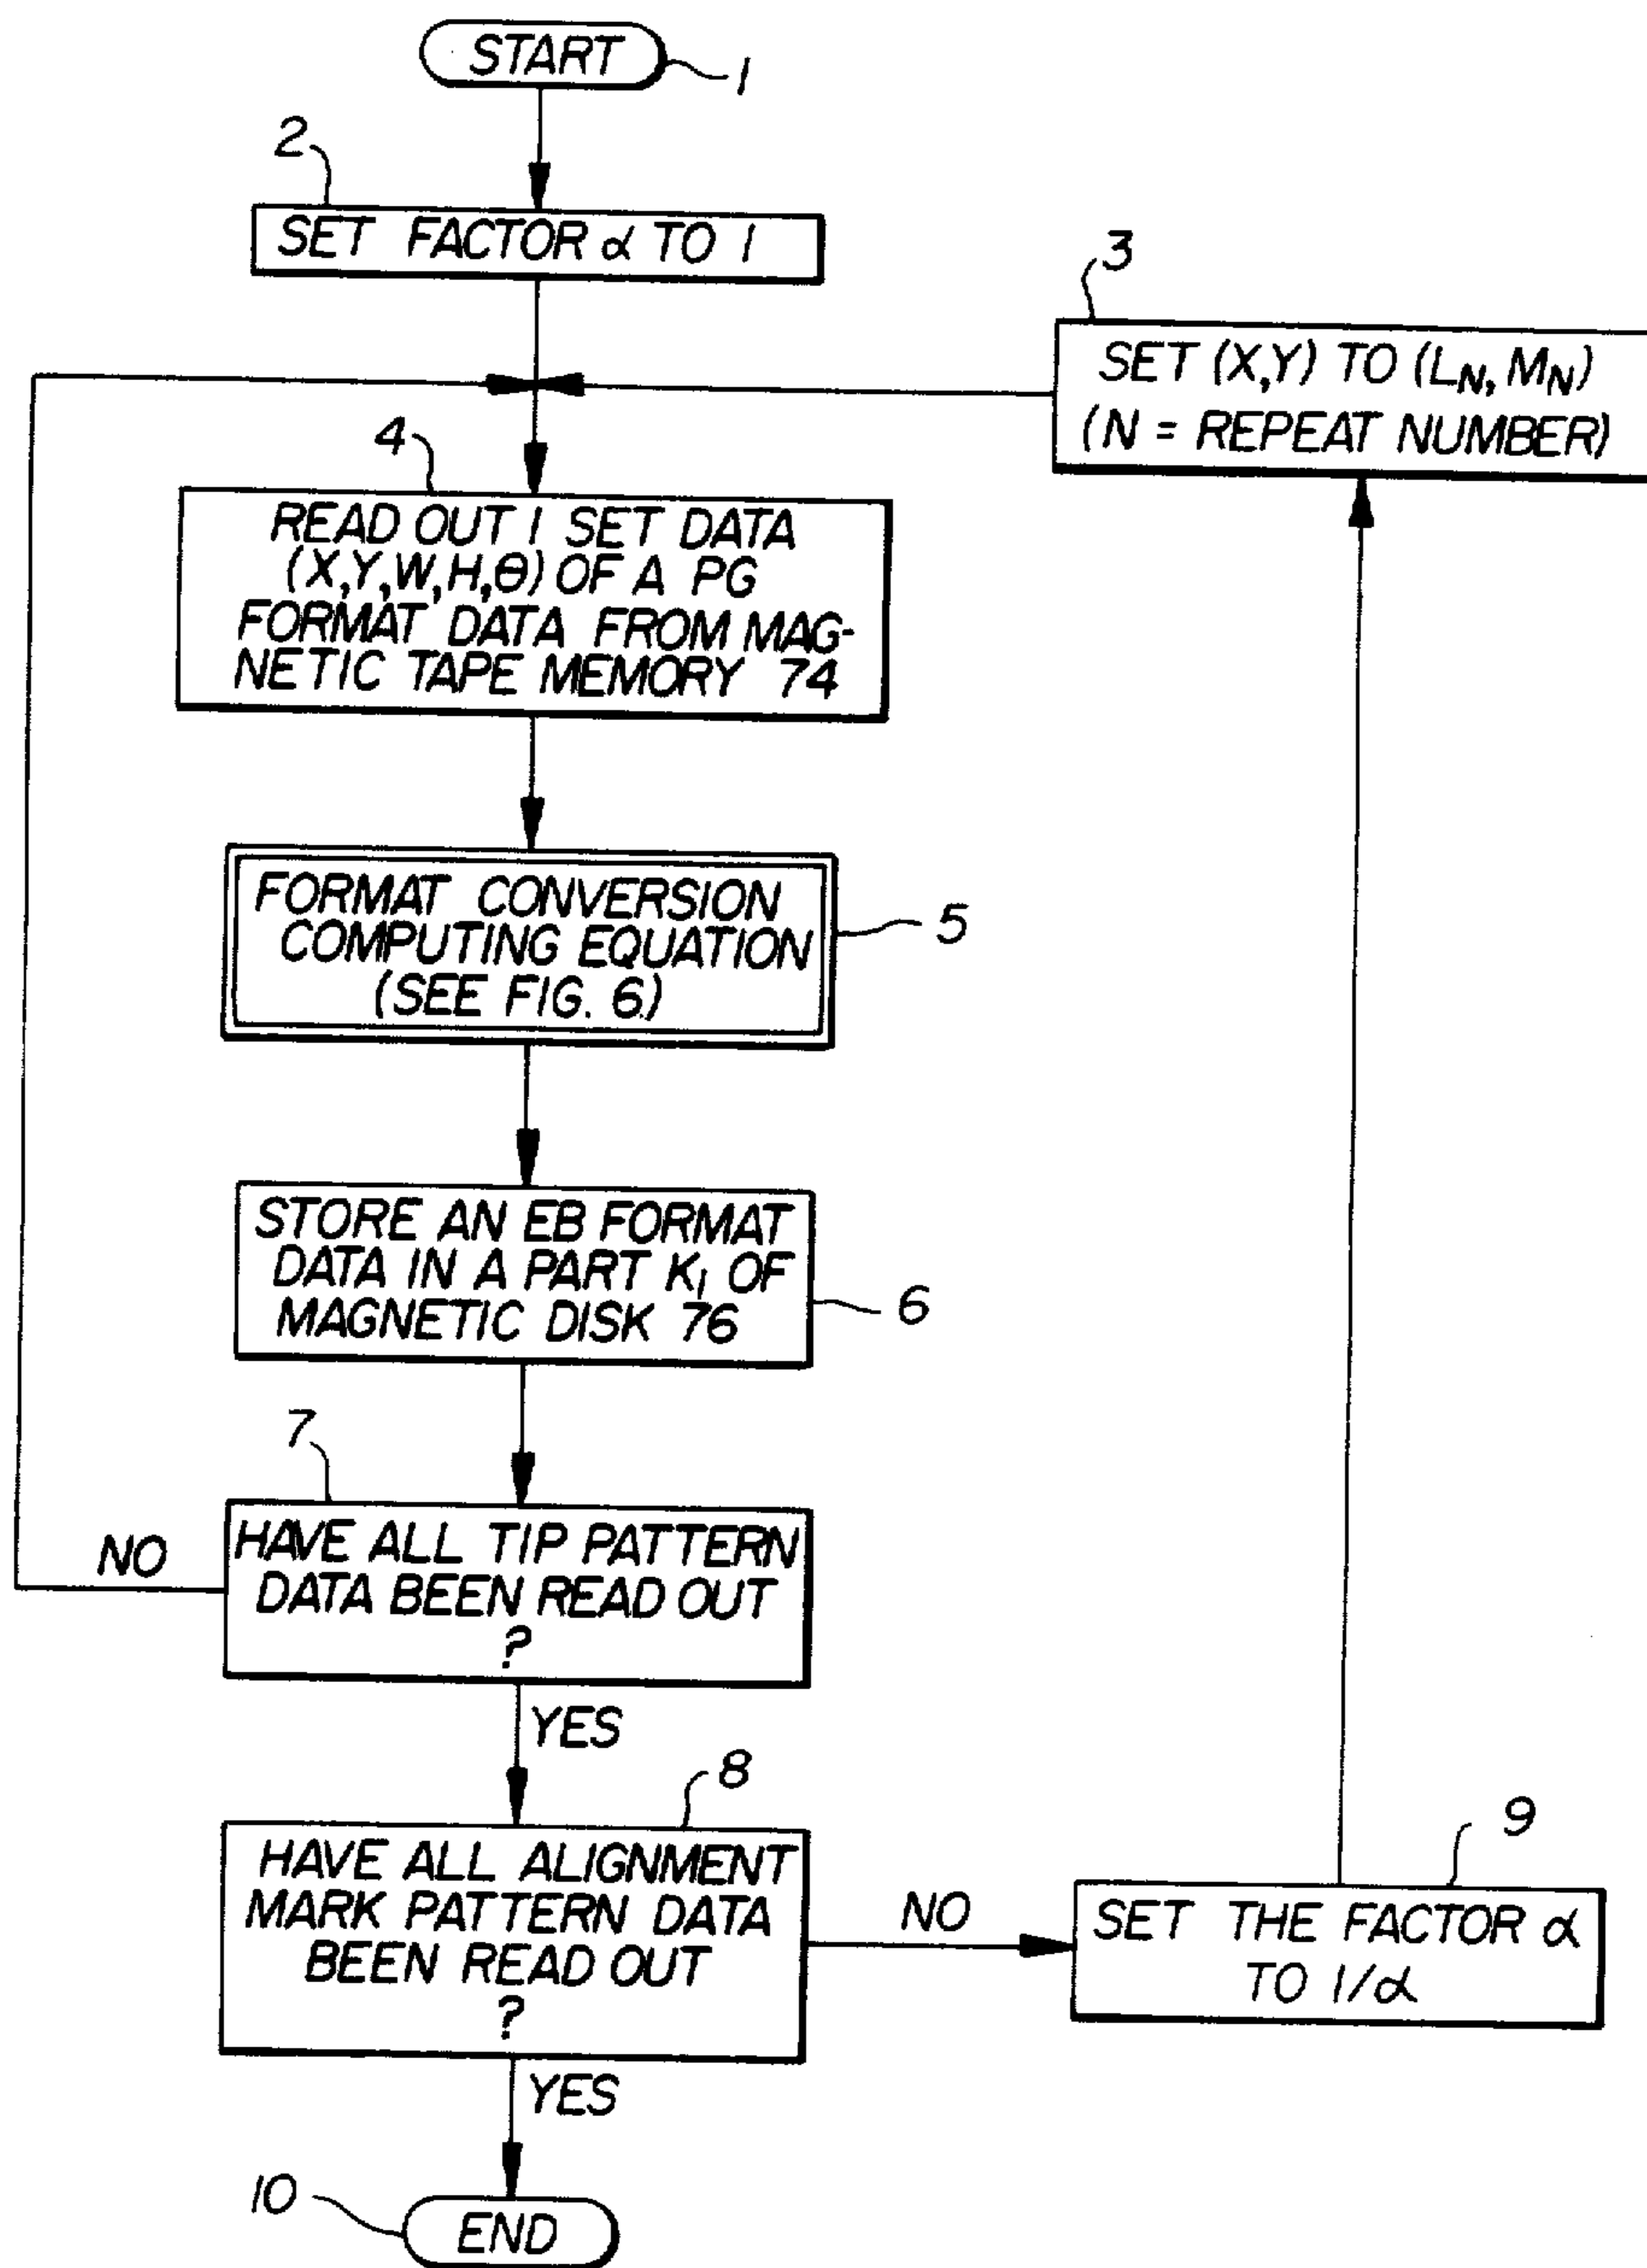 START
1
2
SET FACTOR α TO 1
3
SET (X,Y) TO (LN, MN)
(N = REPEAT NUMBER)
4
READ OUT 1 SET DATA
(X,Y,W,H,θ) OF A PG
FORMAT DATA FROM MAG-
NETIC TAPE MEMORY 74
FORMAT CONVERSION
COMPUTING EQUATION
(SEE FIG. 6)
5
STORE AN EB FORMAT
DATA IN A PART K1 OF
MAGNETIC DISK 76
6
7
HAVE ALL TIP PATTERN
DATA BEEN READ OUT
?
NO
YES
8
HAVE ALL ALIGNMENT
MARK PATTERN DATA
BEEN READ OUT
?
NO
9
SET THE FACTOR α
TO 1/α
YES
10
END